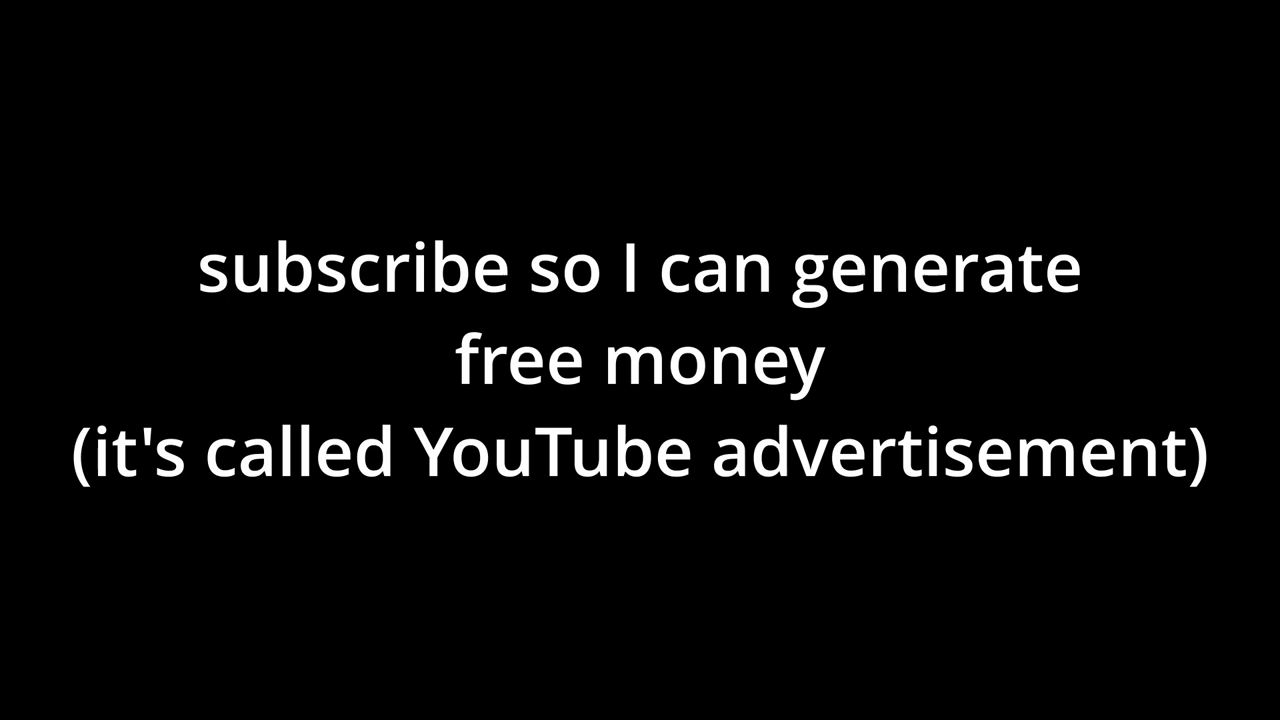 subscribe so I can generate
free money
(it's called YouTube advertisement)